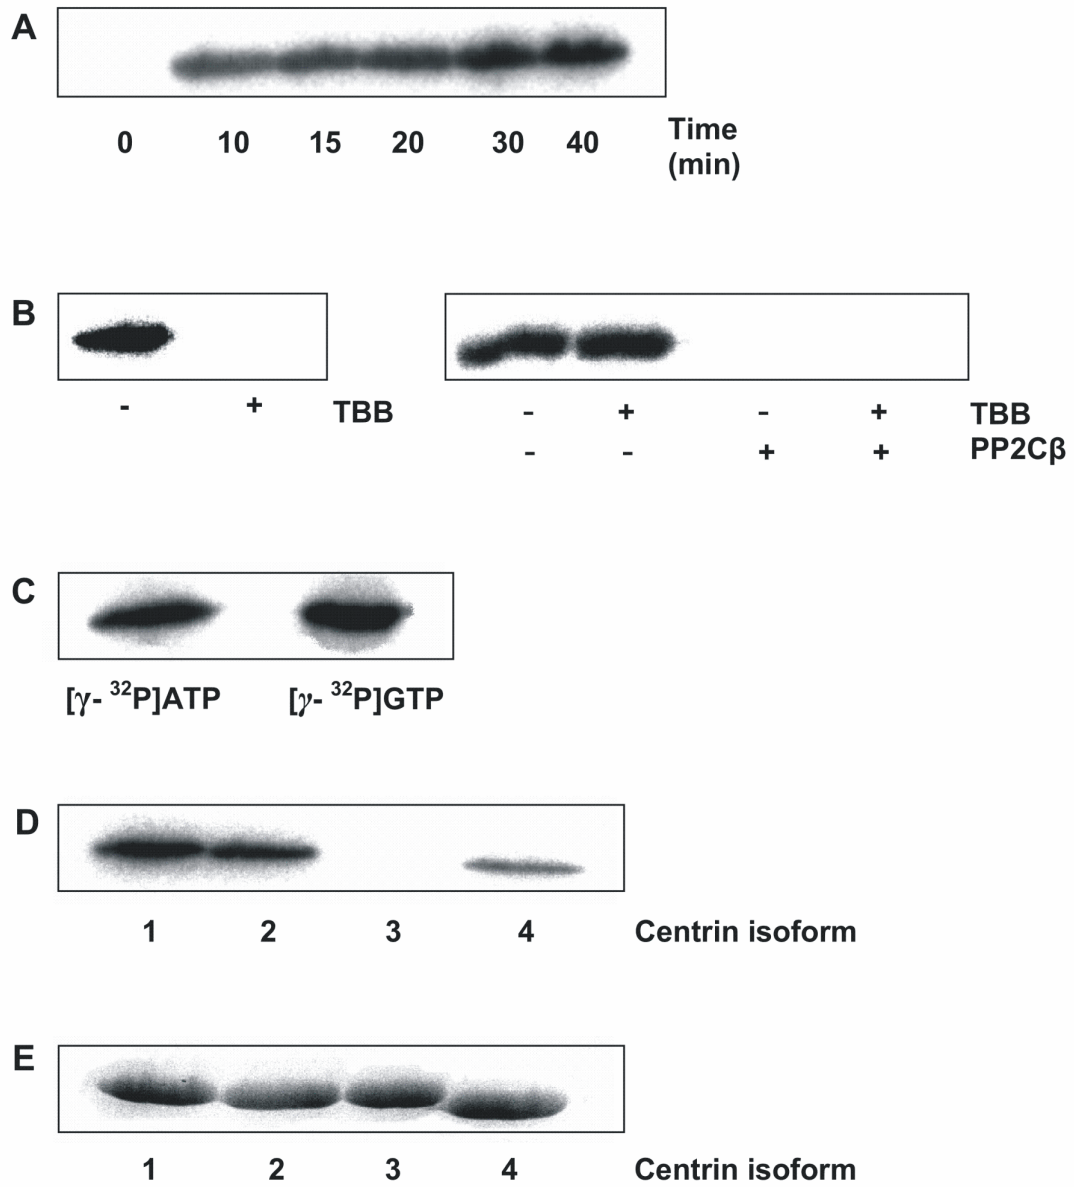 A
0 10 15 20 30 40 Time
(min)
B
- + TBB
- + - + TBB
- - + + PP2Cβ
C
[γ- ³²P]ATP [γ- ³²P]GTP
D
1 2 3 4 Centrin isoform
E
1 2 3 4 Centrin isoform